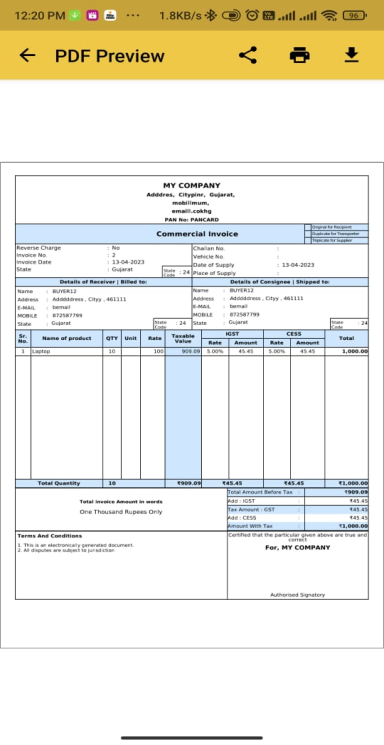 12:20 PM ... 1.8KB/s 96
PDF Preview
MY COMPANY
Adddres, Cityinpr, Gujarat,
mobillmum,
email.cokhg
PAN No: PANCARD
Commercial Invoice
Original for Recipient
Duplicate for Transporter
Triplicate for Supplier
Reverse Charge : No
Invoice No. : 2
Invoice Date : 13-04-2023
State : Gujarat State Code : 24
Challan No. :
Vehicle No. :
Date of Supply : 13-04-2023
Place of Supply :
Details of Receiver | Billed to:
Name : BUYER12
Address : Adddddress , Cityy , 461111
E-MAIL : bemail
MOBILE : 872587799
State : Gujarat State Code : 24
Details of Consignee | Shipped to:
Name : BUYER12
Address : Adddddress , Cityy , 461111
E-MAIL : bemail
MOBILE : 872587799
State : Gujarat State Code : 24
Sr. No. Name of product QTY Unit Rate Taxable Value IGST CESS Total
Rate Amount Rate Amount
1 Laptop 10 100 909.09 5.00% 45.45 5.00% 45.45 1,000.00
Total Quantity 10 ₹909.09 ₹45.45 ₹45.45 ₹1,000.00
Total Invoice Amount in words
One Thousand Rupees Only
Total Amount Before Tax : ₹909.09
Add : IGST : ₹45.45
Tax Amount : GST : ₹45.45
Add : CESS : ₹45.45
Amount With Tax : ₹1,000.00
Terms And Conditions
1. This is an electronically generated document.
2. All disputes are subject to jurisdiction
Certified that the particular given above are true and
correct
For, MY COMPANY
Authorised Signatory